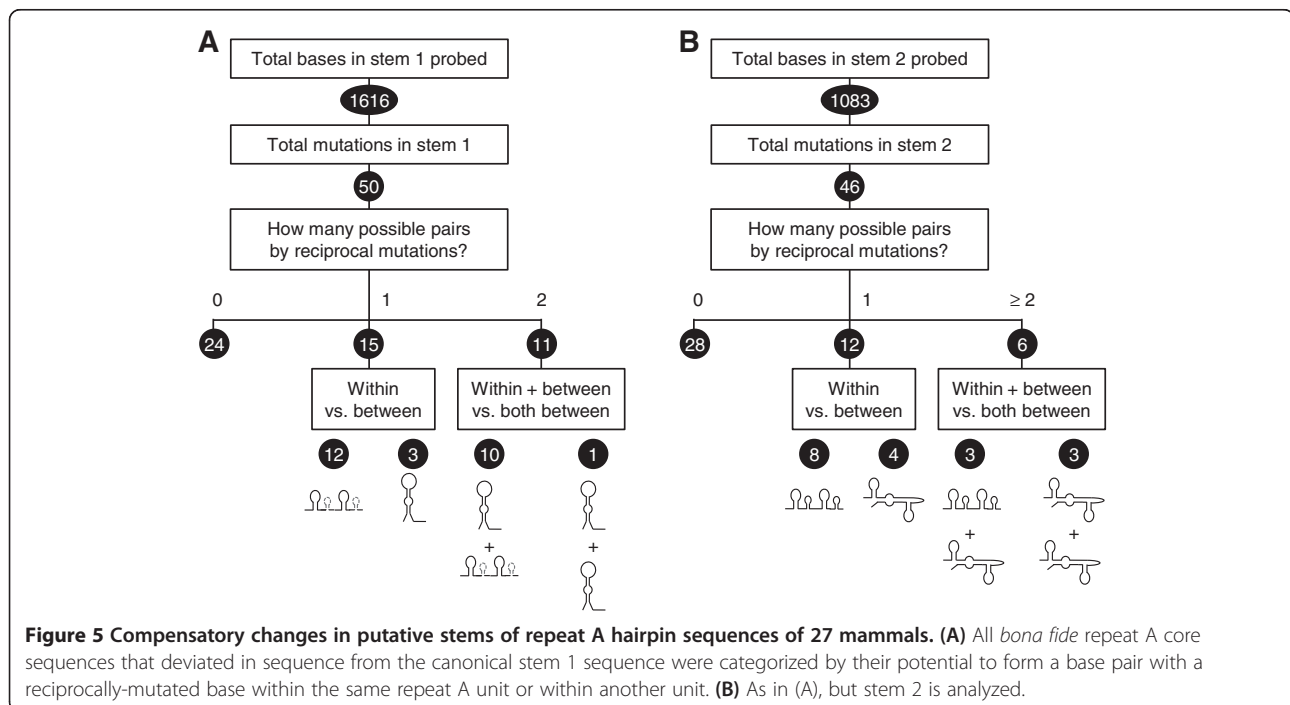 A
Total bases in stem 1 probed
1616
Total mutations in stem 1
50
How many possible pairs
by reciprocal mutations?
0 1 2
24 15 11
Within
vs. between
Within + between
vs. both between
12 3 10 1
+ +
B
Total bases in stem 2 probed
1083
Total mutations in stem 2
46
How many possible pairs
by reciprocal mutations?
0 1 ≥ 2
28 12 6
Within
vs. between
Within + between
vs. both between
8 4 3 3
+ +
Figure 5 Compensatory changes in putative stems of repeat A hairpin sequences of 27 mammals. (A) All bona fide repeat A core
sequences that deviated in sequence from the canonical stem 1 sequence were categorized by their potential to form a base pair with a
reciprocally-mutated base within the same repeat A unit or within another unit. (B) As in (A), but stem 2 is analyzed.